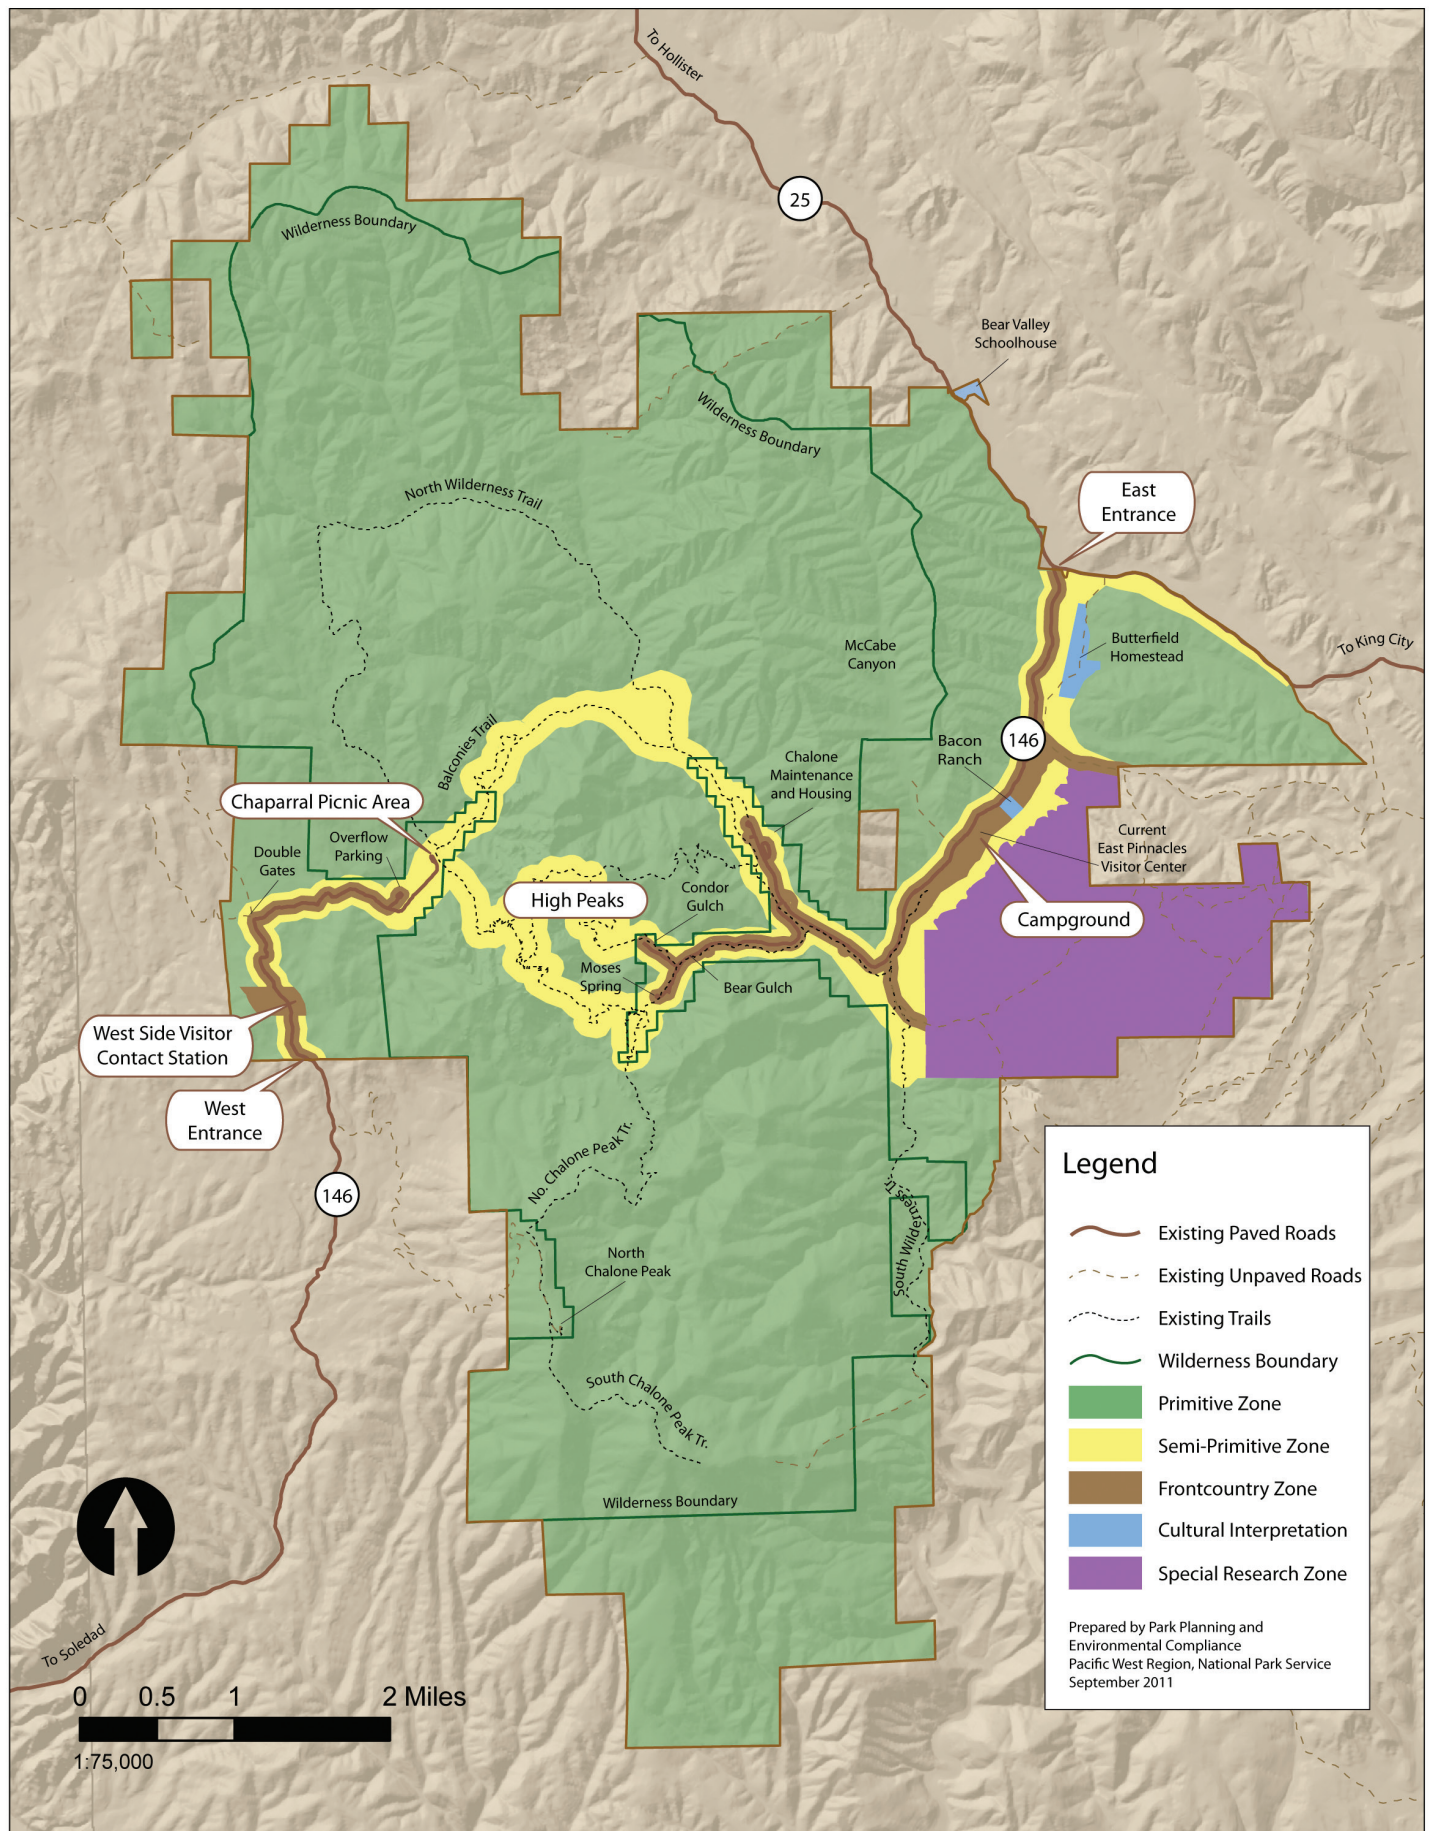 To Hollister
25
Wilderness Boundary
Bear Valley
Schoolhouse
Wilderness Boundary
North Wilderness Trail
East
Entrance
To King City
Butterfield
Homestead
McCabe
Canyon
146
Bacon
Ranch
Balconies Trail
Chalone
Maintenance
and Housing
Chaparral Picnic Area
Overflow
Parking
Double
Gates
Current
East Pinnacles
Visitor Center
High Peaks
Condor
Gulch
Campground
Moses
Spring
Bear Gulch
West Side Visitor
Contact Station
West
Entrance
146
No. Chalone Peak Tr.
South Wilderness Tr.
North
Chalone Peak
South Chalone Peak Tr.
Wilderness Boundary
To Soledad
0 0.5 1 2 Miles
1:75,000
Legend
Existing Paved Roads
Existing Unpaved Roads
Existing Trails
Wilderness Boundary
Primitive Zone
Semi-Primitive Zone
Frontcountry Zone
Cultural Interpretation
Special Research Zone
Prepared by Park Planning and
Environmental Compliance
Pacific West Region, National Park Service
September 2011